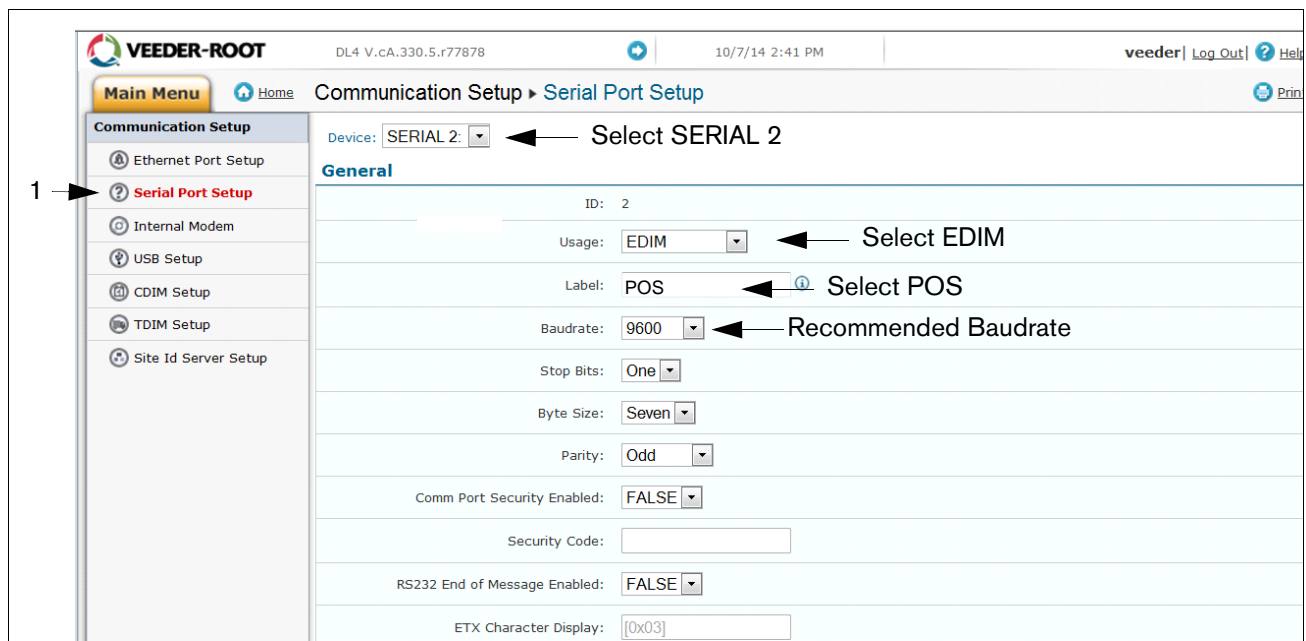 VEEDER-ROOT DL4 V.cA.330.5.r77878 10/7/14 2:41 PM veeder| Log Out| Help
Main Menu Home Communication Setup ▸ Serial Port Setup Prin
Communication Setup
Ethernet Port Setup
1 Serial Port Setup
Internal Modem
USB Setup
CDIM Setup
TDIM Setup
Site Id Server Setup
Device: SERIAL 2: Select SERIAL 2
General
ID: 2
Usage: EDIM Select EDIM
Label: POS Select POS
Baudrate: 9600 Recommended Baudrate
Stop Bits: One
Byte Size: Seven
Parity: Odd
Comm Port Security Enabled: FALSE
Security Code:
RS232 End of Message Enabled: FALSE
ETX Character Display: [0x03]